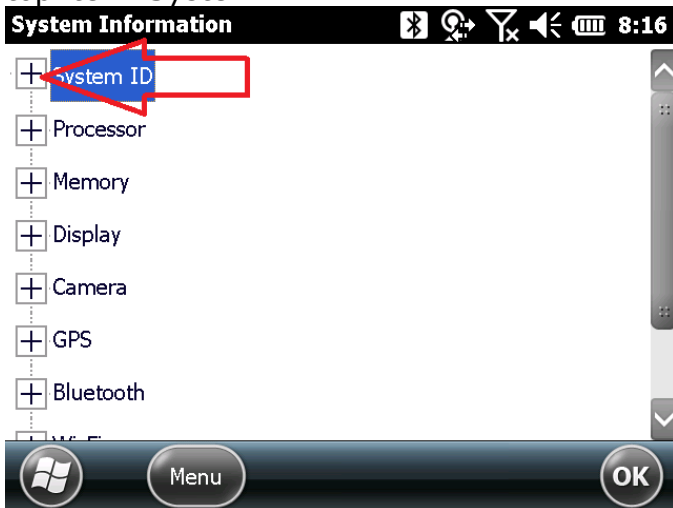 System Information 8:16
System ID
Processor
Memory
Display
Camera
GPS
Bluetooth
Menu
OK